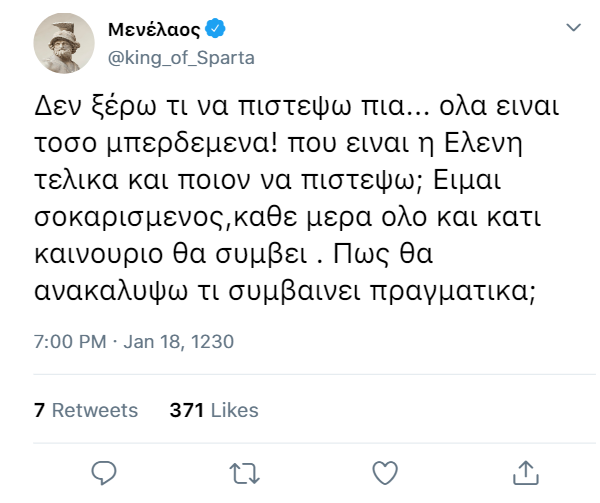 Μενέλαος
@king_of_Sparta
Δεν ξέρω τι να πιστεψω πια... ολα ειναι
τοσο μπερδεμενα! που ειναι η Ελενη
τελικα και ποιον να πιστεψω; Ειμαι
σοκαρισμενος,καθε μερα ολο και κατι
καινουριο θα συμβει . Πως θα
ανακαλυψω τι συμβαινει πραγματικα;
7:00 PM · Jan 18, 1230
7 Retweets 371 Likes